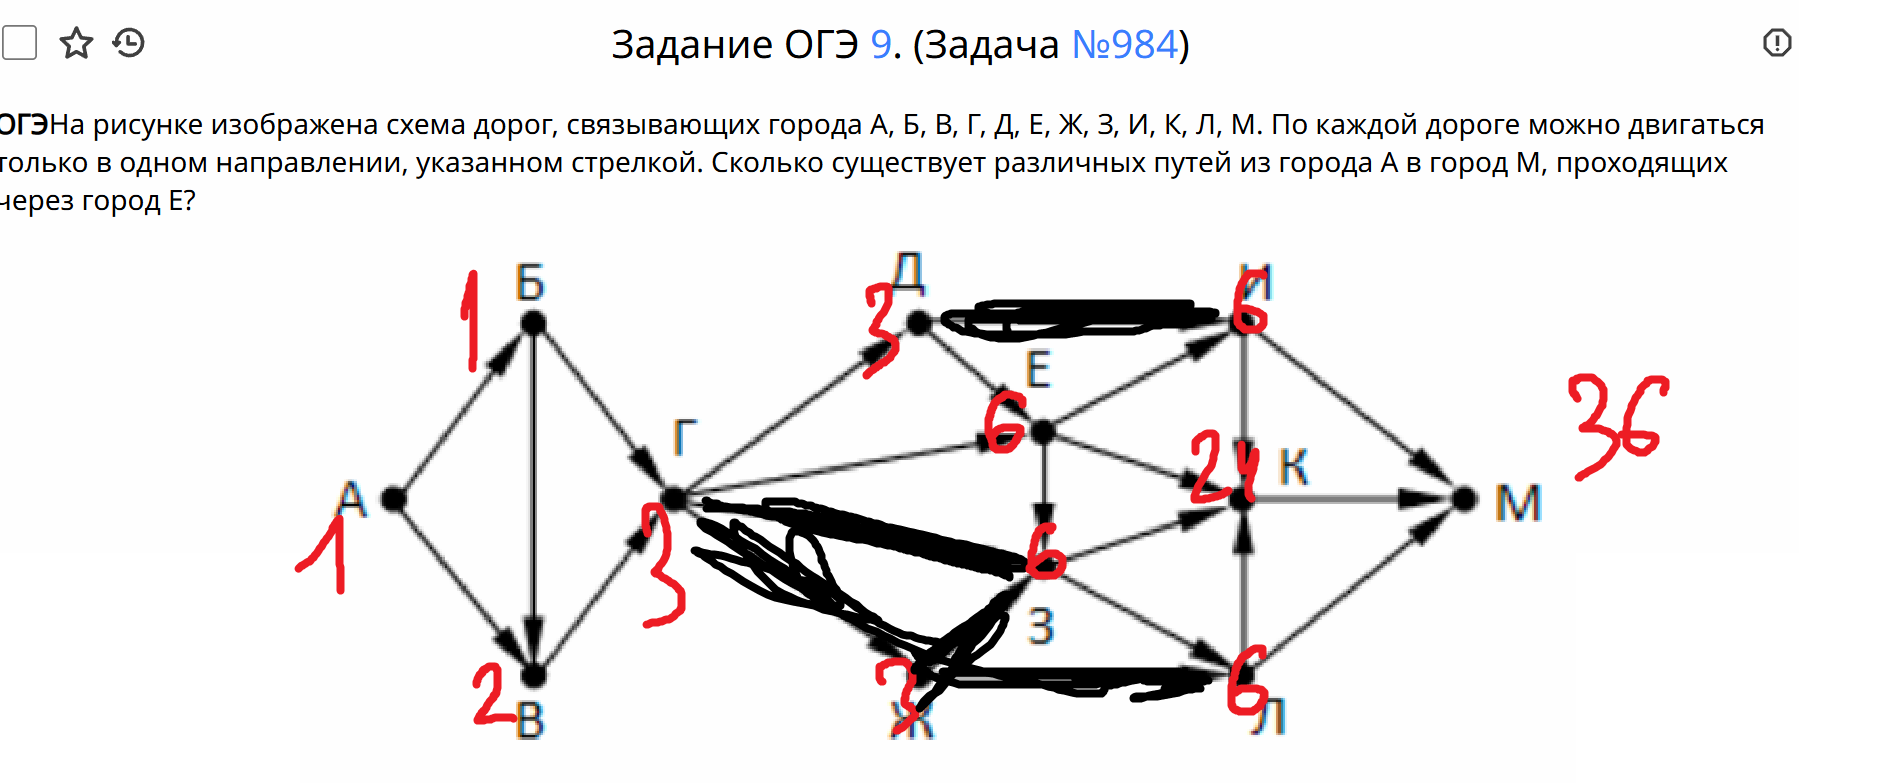 Задание ОГЭ 9. (Задача №984)
ОГЭНа рисунке изображена схема дорог, связывающих города А, Б, В, Г, Д, Е, Ж, З, И, К, Л, М. По каждой дороге можно двигаться
только в одном направлении, указанном стрелкой. Сколько существует различных путей из города А в город М, проходящих
через город Е?
Д И
1 Б 3 6
Е
36
Г 6
24 К
А М
1 3 6
З
2 В 3 Ж 6 Л